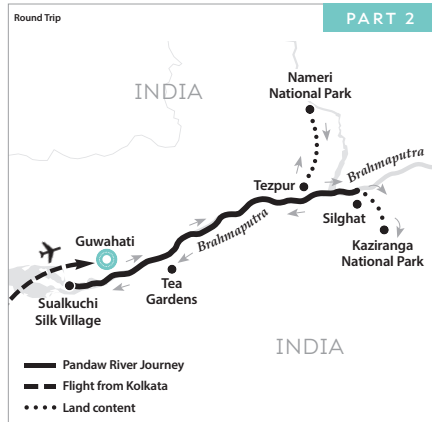 Round Trip
PART 2
INDIA
Nameri
National Park
Brahmaputra
Tezpur
Silghat
Brahmaputra
Guwahati
Kaziranga
National Park
Tea
Gardens
Sualkuchi
Silk Village
INDIA
Pandaw River Journey
Flight from Kolkata
Land content